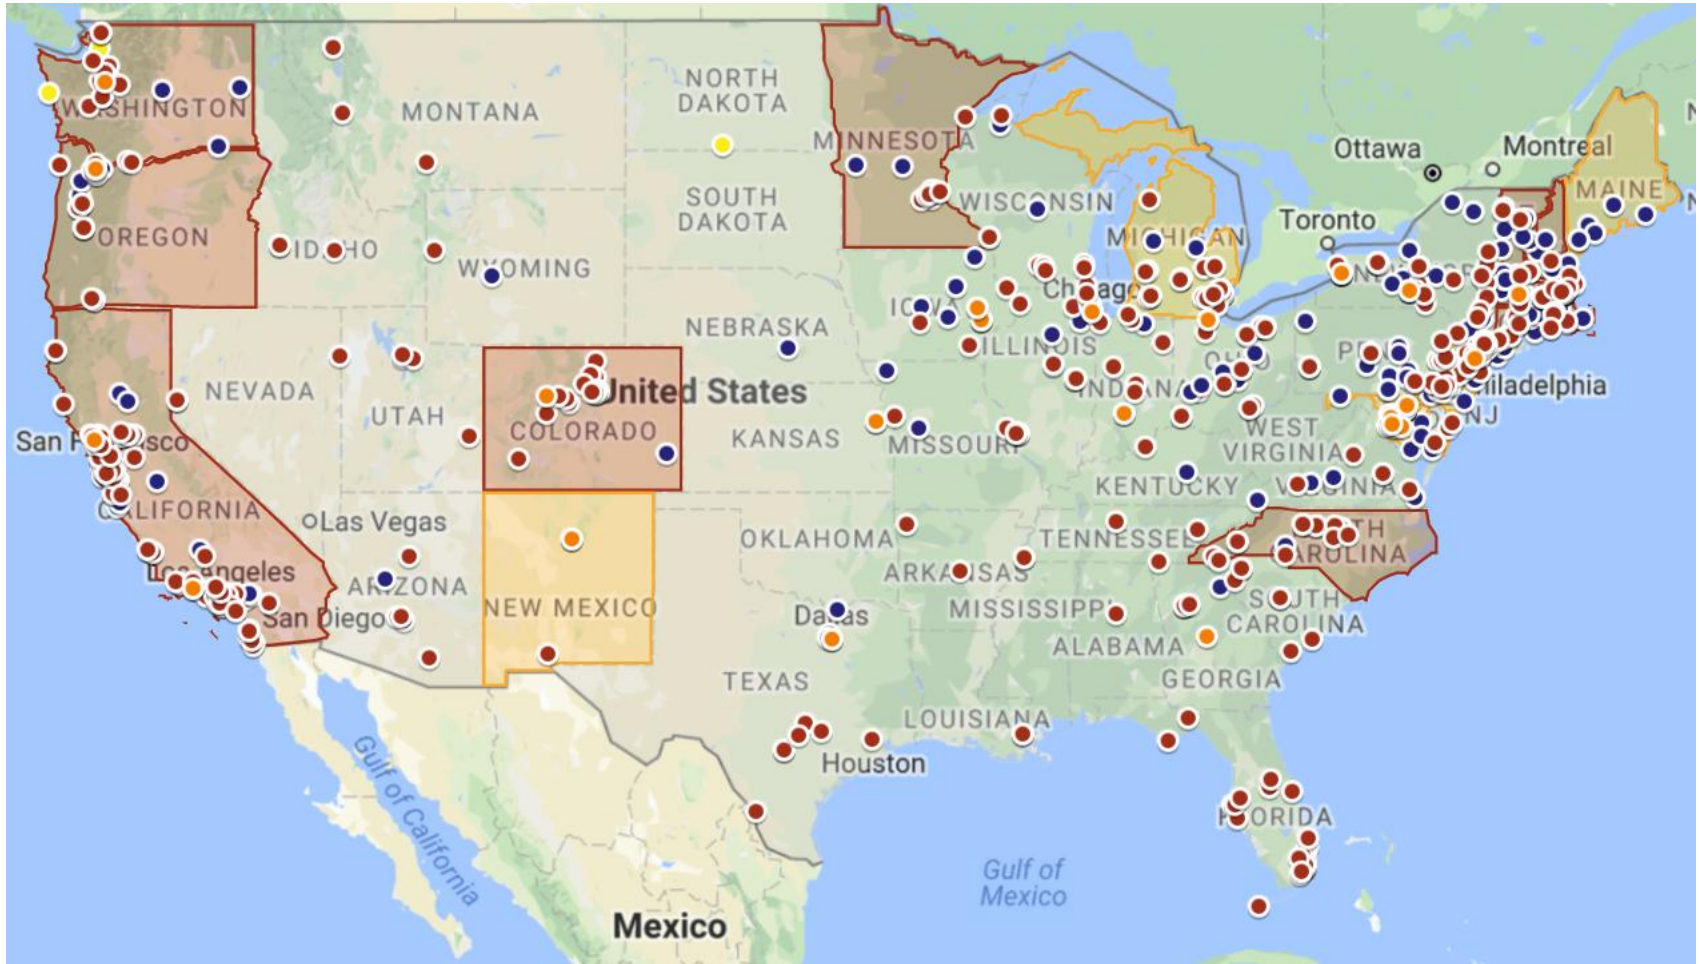 NORTH
DAKOTA
MONTANA
MINNESOTA
Ottawa
Montreal
WASHINGTON
SOUTH
DAKOTA
WISCONSIN
MAINE
Toronto
OREGON
IDAHO
WYOMING
MICHIGAN
Chicago
NEBRASKA
ILLINOIS
NEVADA
United States
INDIANA
Philadelphia
UTAH
COLORADO
KANSAS
MISSOURI
WEST
VIRGINIA
NJ
San Francisco
KENTUCKY
VIRGINIA
CALIFORNIA
Las Vegas
OKLAHOMA
TENNESSEE
NORTH
CAROLINA
Los Angeles
ARIZONA
ARKANSAS
NEW MEXICO
MISSISSIPPI
Dallas
SOUTH
CAROLINA
San Diego
ALABAMA
TEXAS
GEORGIA
LOUISIANA
Houston
Gulf of California
FLORIDA
Gulf of
Mexico
Mexico